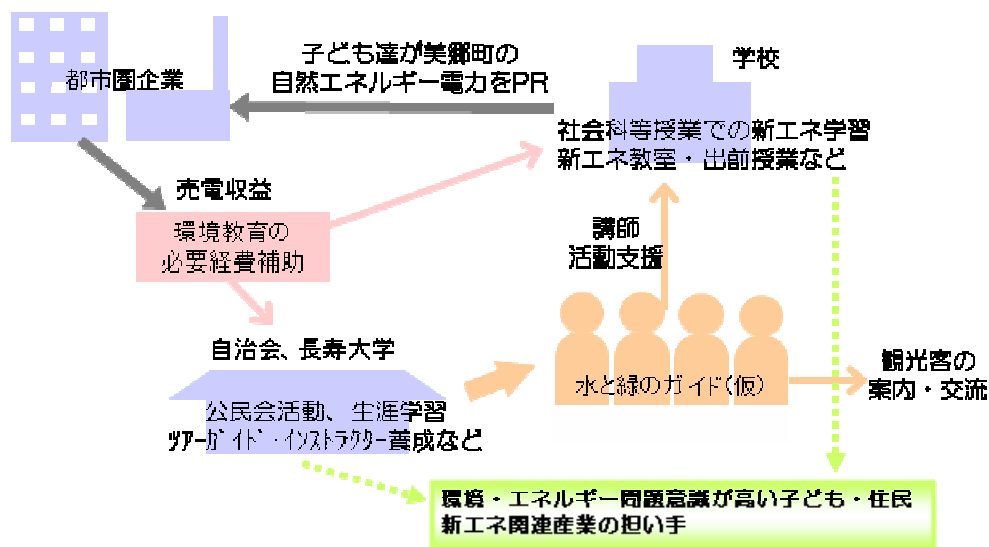 子ども達が美郷町の
自然エネルギー電力をPR
学校
都市圏企業
社会科等授業での新エネ学習
新エネ教室・出前授業など
売電収益
環境教育の
必要経費補助
講師
活動支援
自治会、長寿大学
公民会活動、生涯学習
ﾂｱｰｶﾞｲﾄﾞ･ｲﾝｽﾄﾗｸﾀｰ養成など
水と緑のガイド(仮)
観光客の
案内・交流
環境・エネルギー問題意識が高い子ども・住民
新エネ関連産業の担い手